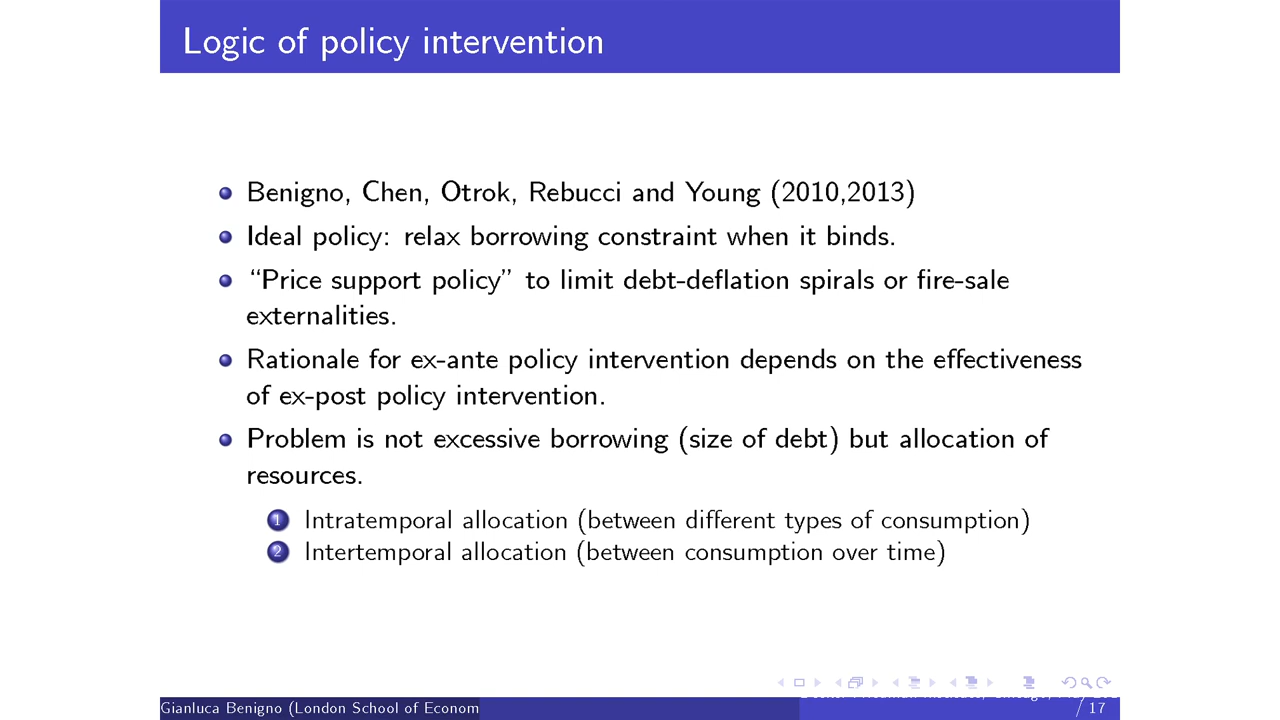 Logic of policy intervention
Benigno, Chen, Otrok, Rebucci and Young (2010,2013)
Ideal policy: relax borrowing constraint when it binds.
“Price support policy” to limit debt-deflation spirals or fire-sale
externalities.
Rationale for ex-ante policy intervention depends on the effectiveness
of ex-post policy intervention.
Problem is not excessive borrowing (size of debt) but allocation of
resources.
1 Intratemporal allocation (between different types of consumption)
2 Intertemporal allocation (between consumption over time)
Gianluca Benigno (London School of Econom
/ 17